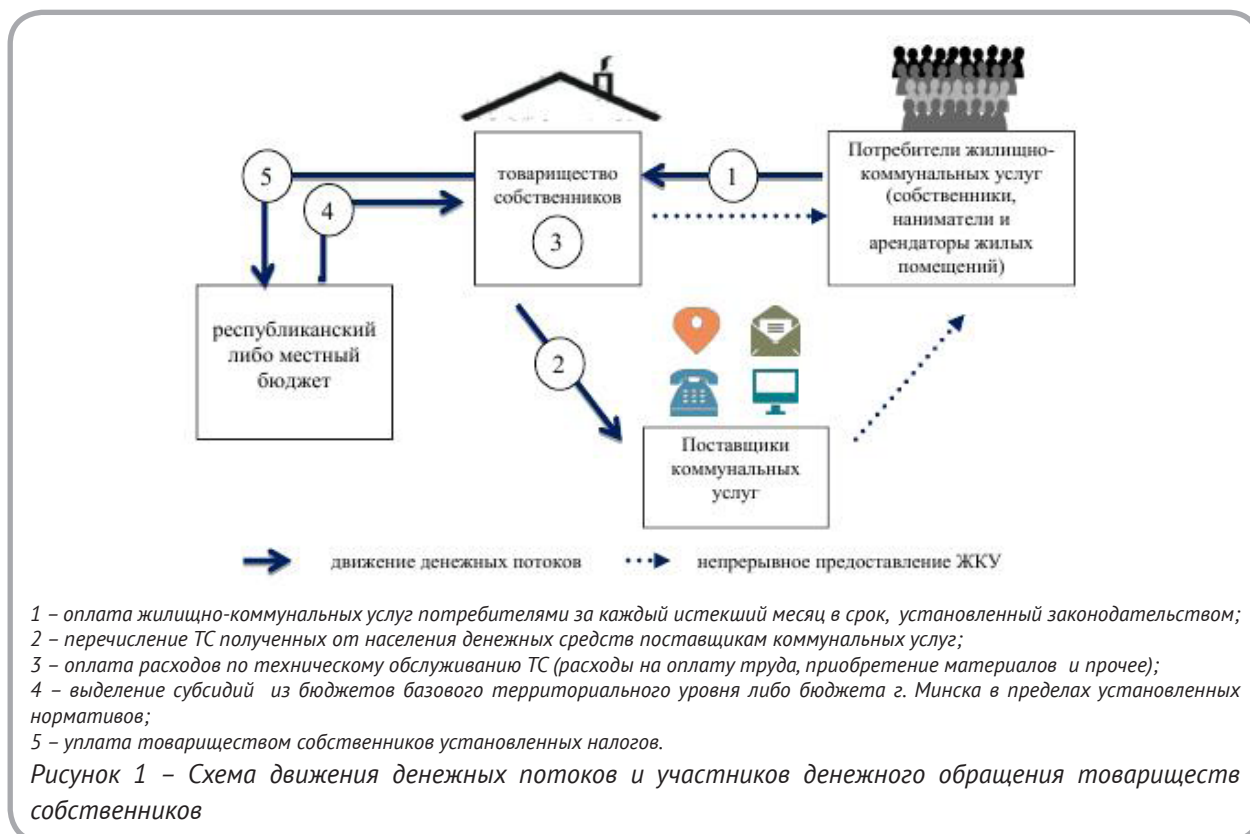 5
4
товарищество
собственников
3
1
Потребители жилищно-
коммунальных услуг
(собственники,
наниматели и
арендаторы жилых
помещений)
республиканский
либо местный
бюджет
2
Поставщики
коммунальных
услуг
движение денежных потоков
непрерывное предоставление ЖКУ
1 – оплата жилищно-коммунальных услуг потребителями за каждый истекший месяц в срок, установленный законодательством;
2 – перечисление ТС полученных от населения денежных средств поставщикам коммунальных услуг;
3 – оплата расходов по техническому обслуживанию ТС (расходы на оплату труда, приобретение материалов и прочее);
4 – выделение субсидий из бюджетов базового территориального уровня либо бюджета г. Минска в пределах установленных
нормативов;
5 – уплата товариществом собственников установленных налогов.
Рисунок 1 – Схема движения денежных потоков и участников денежного обращения товариществ
собственников